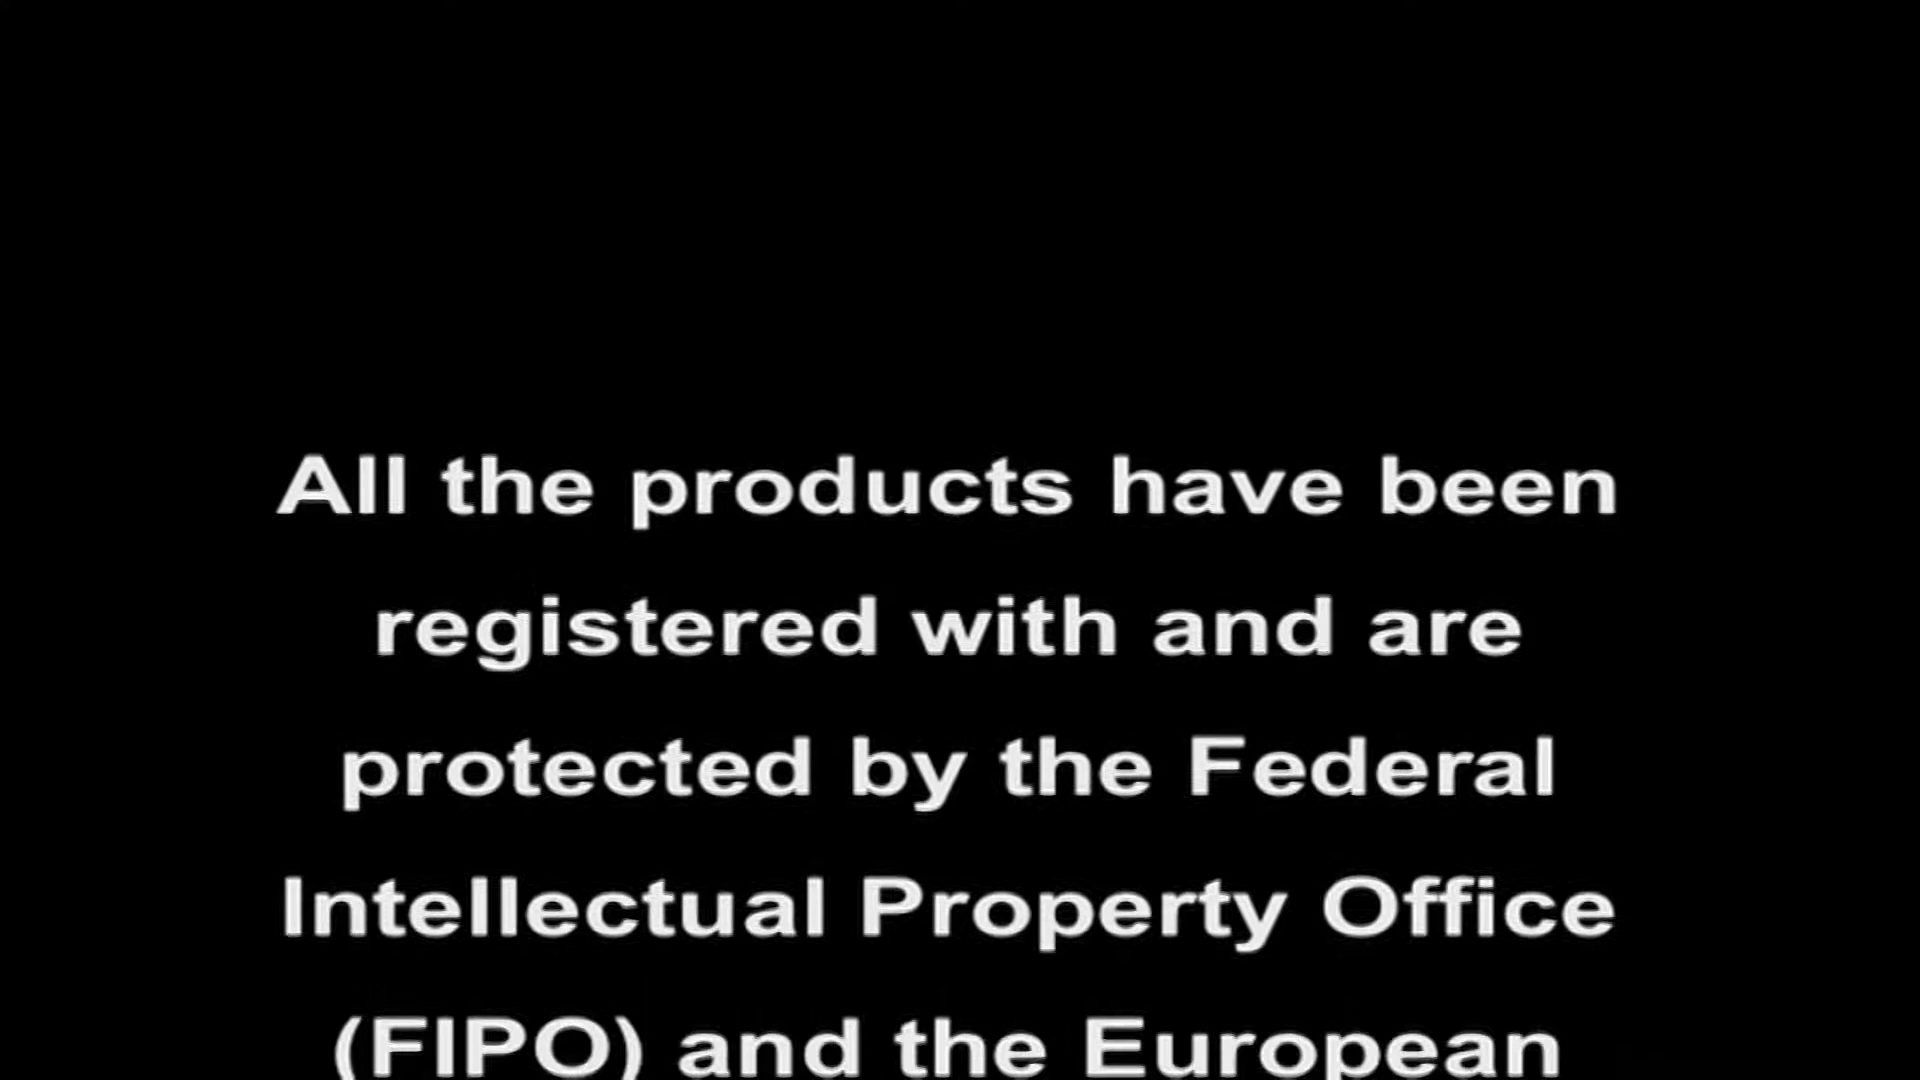 All the products have been
registered with and are
protected by the Federal
Intellectual Property Office
(FIPO) and the European